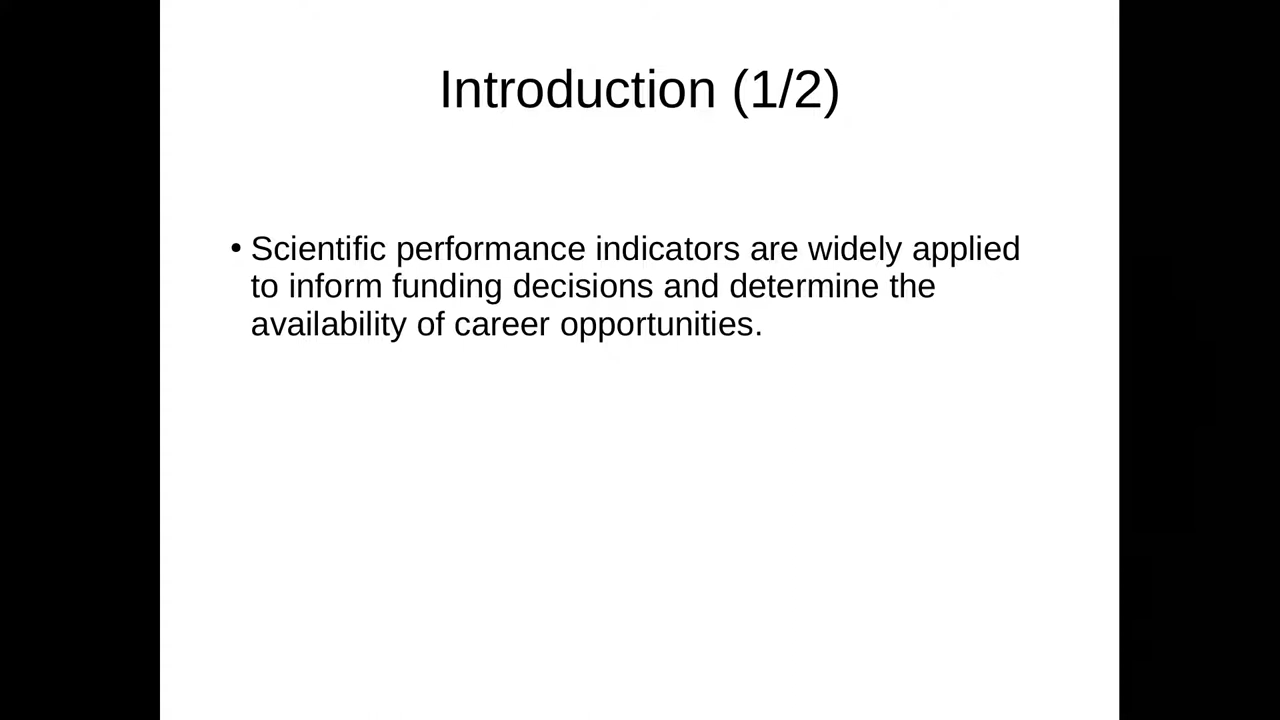 Introduction (1/2)
• Scientific performance indicators are widely applied
to inform funding decisions and determine the
availability of career opportunities.